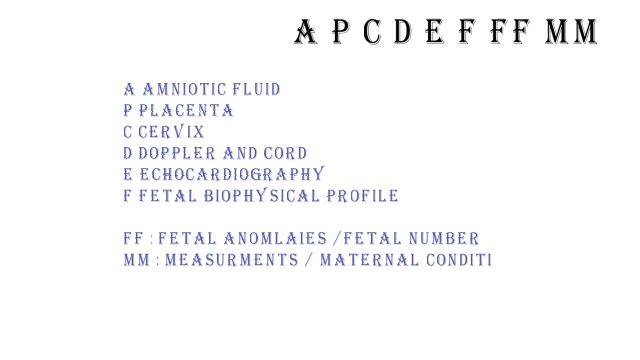 A P C D E F FF MM
A AMNIOTIC FLUID
P PLACENTA
C CERVIX
D DOPPLER AND CORD
E ECHOCARDIOGRAPHY
F FETAL BIOPHYSICAL PROFILE
FF : FETAL ANOMLAIES /FETAL NUMBER
MM : MEASURMENTS / MATERNAL CONDITI